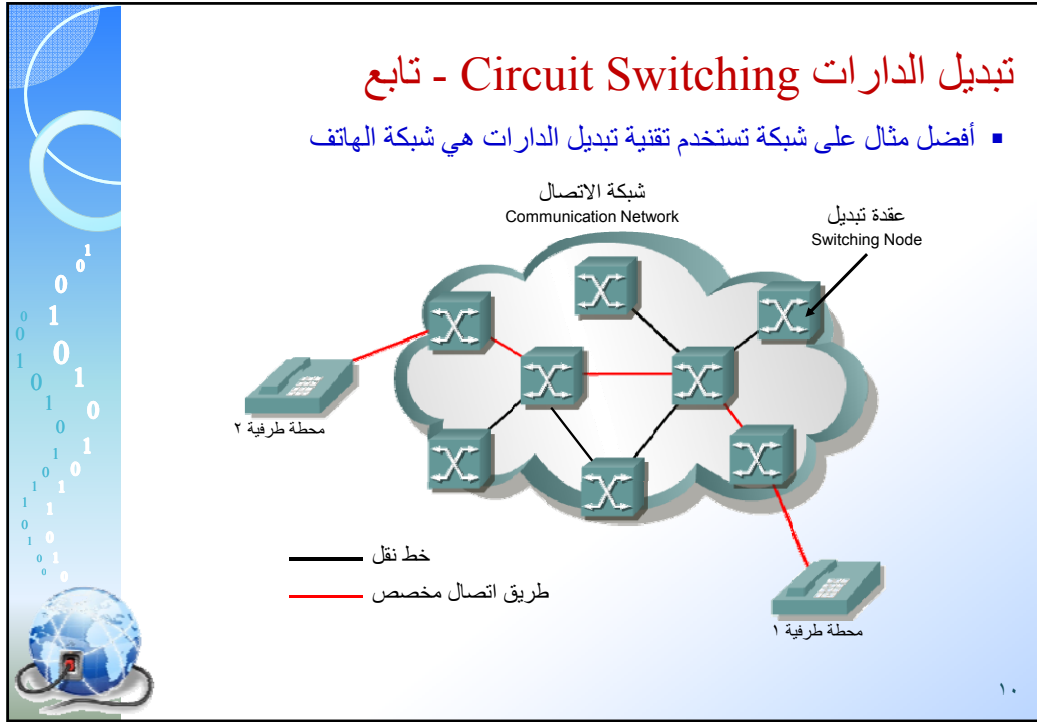 تبديل الدارات Circuit Switching - تابع
▪ أفضل مثال على شبكة تستخدم تقنية تبديل الدارات هي شبكة الهاتف
شبكة الاتصال
Communication Network
عقدة تبديل
Switching Node
محطة طرفية ٢
خط نقل
طريق اتصال مخصص
محطة طرفية ١
١٠